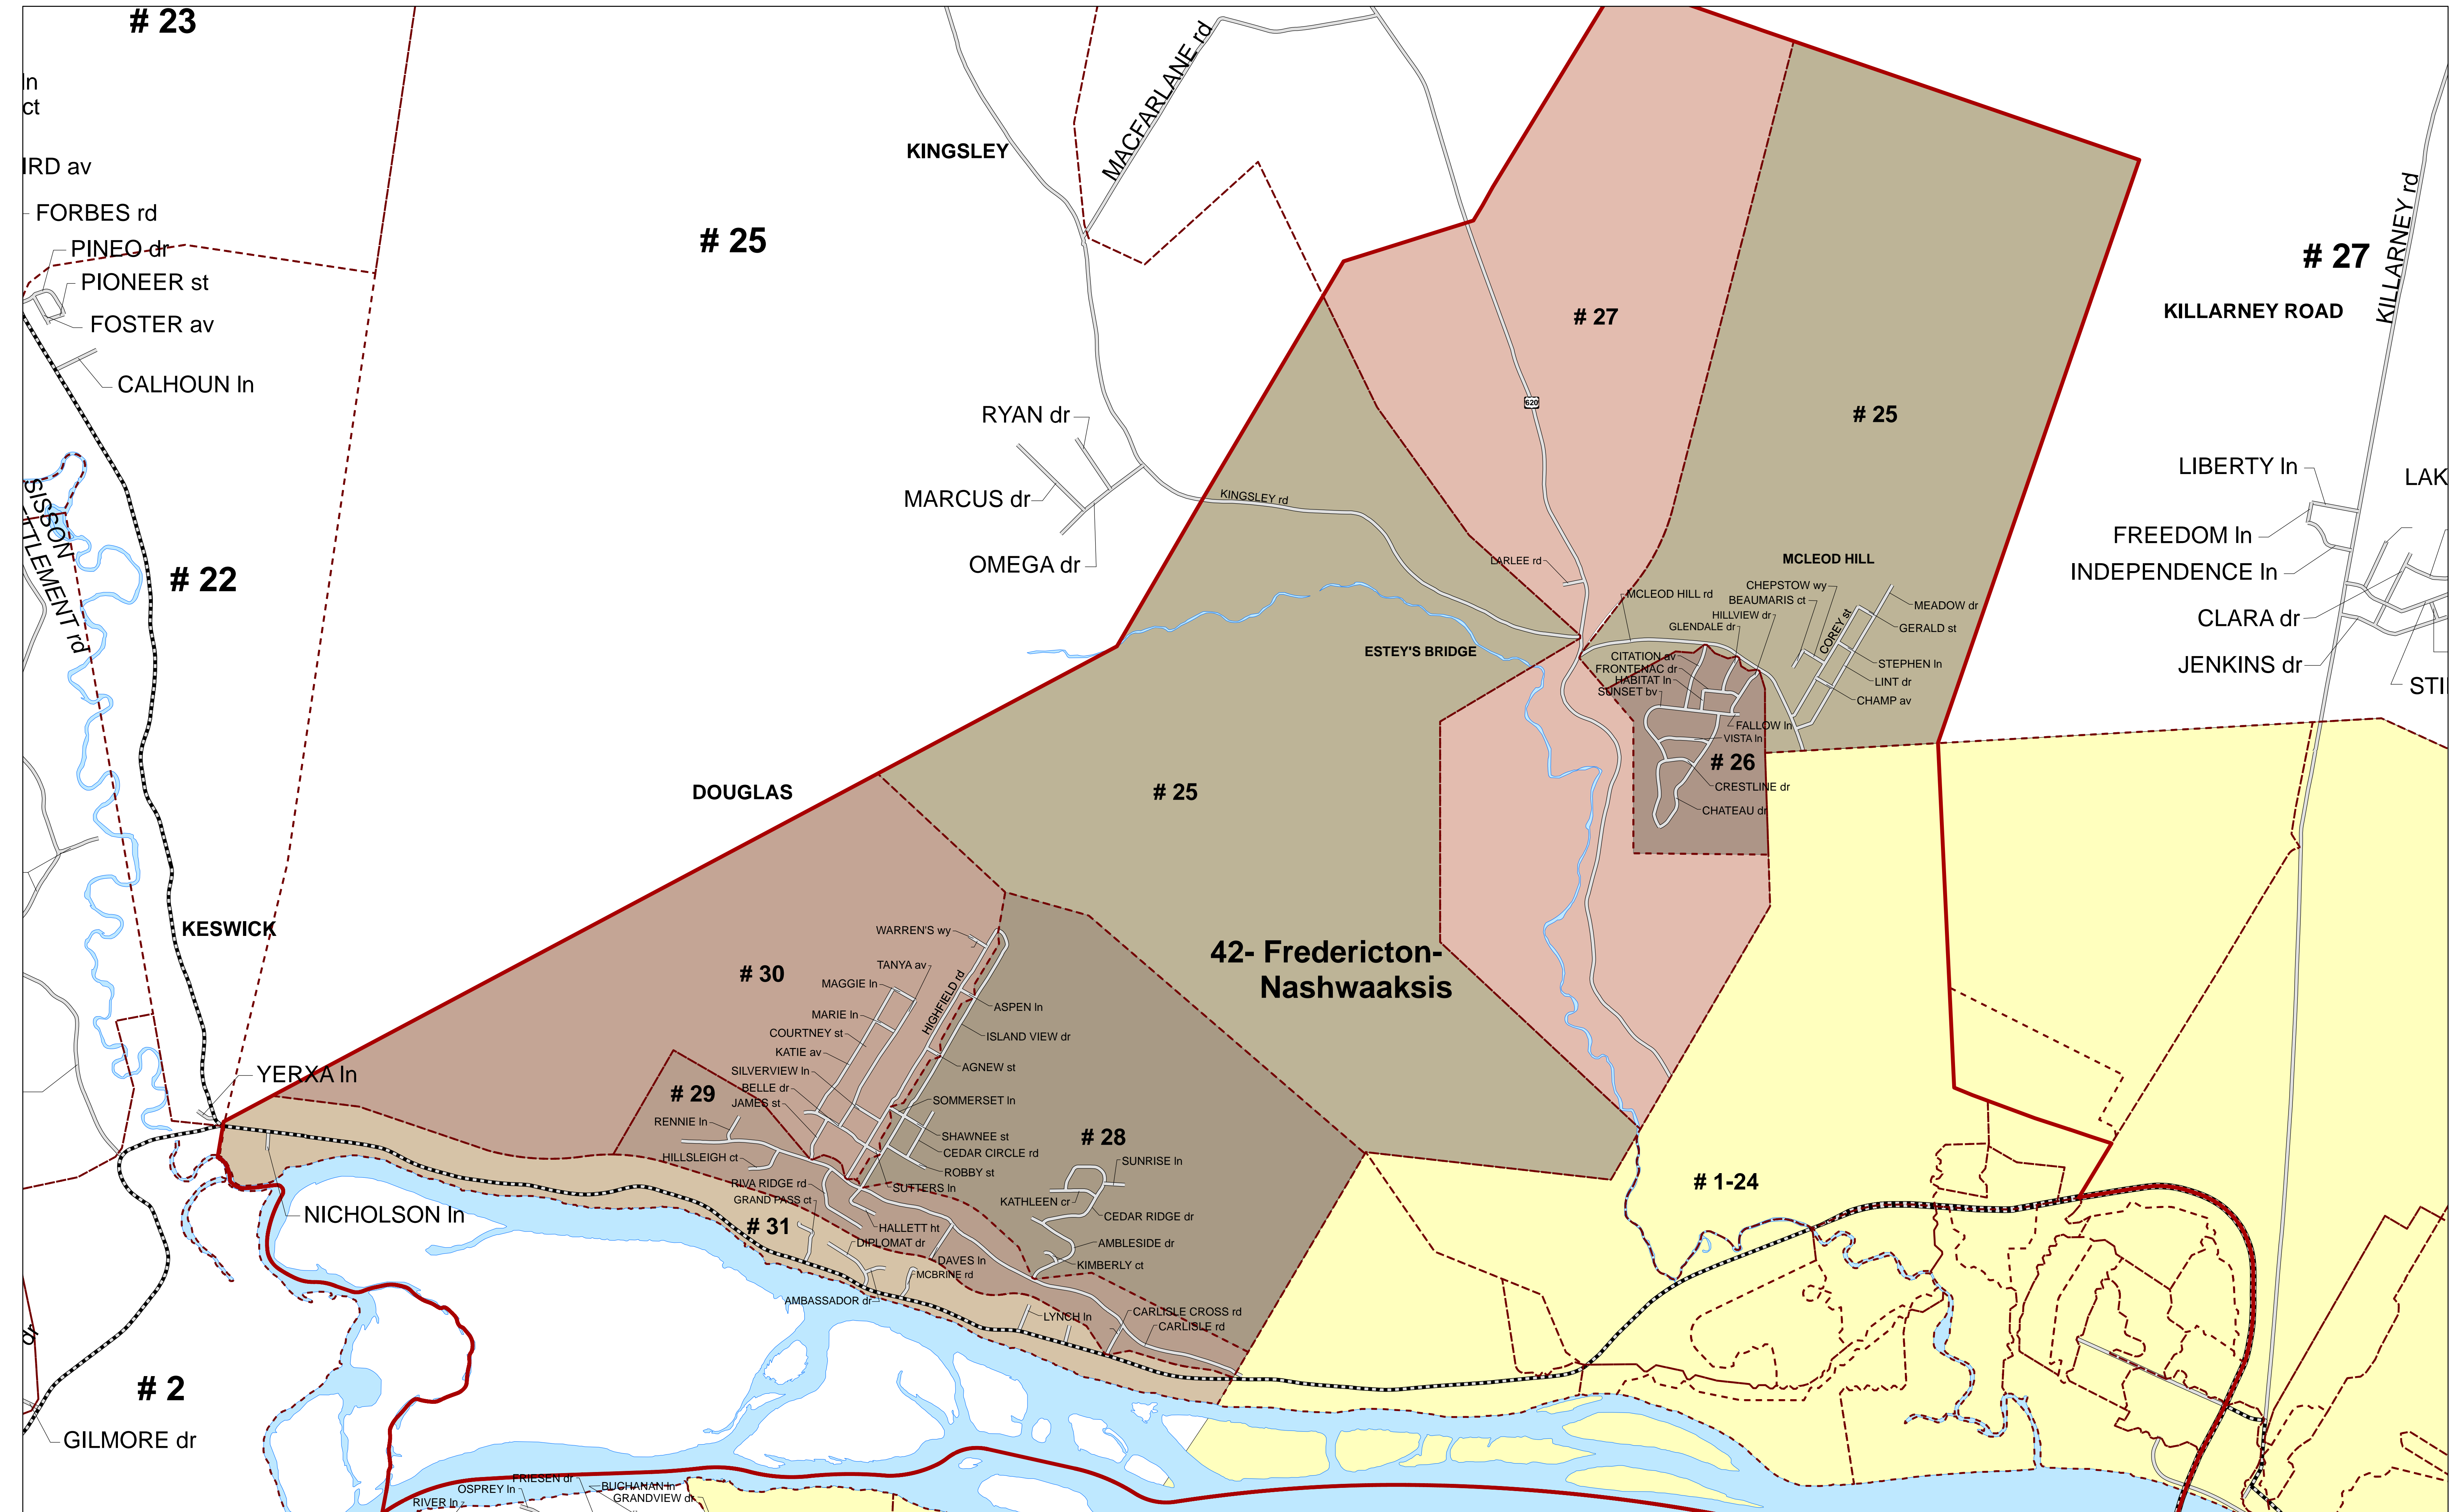 # 23
ln
ct
IRD av
FORBES rd
PINEO dr
PIONEER st
FOSTER av
CALHOUN ln
SISSON
TLEMENT rd
# 22
KESWICK
YERXA ln
NICHOLSON ln
# 2
GILMORE dr
dr
# 25
KINGSLEY
MACFARLANE rd
RYAN dr
MARCUS dr
OMEGA dr
KINGSLEY rd
DOUGLAS
# 27
620
# 25
LARLEE rd
MCLEOD HILL
MCLEOD HILL rd
CHEPSTOW wy
BEAUMARIS ct
HILLVIEW dr
GLENDALE dr
COREY st
MEADOW dr
GERALD st
STEPHEN ln
LINT dr
CHAMP av
CITATION av
FRONTENAC dr
HABITAT ln
SUNSET bv
FALLOW ln
VISTA ln
# 26
CRESTLINE dr
CHATEAU dr
ESTEY'S BRIDGE
# 25
42- Fredericton-
Nashwaaksis
# 27
KILLARNEY rd
KILLARNEY ROAD
LIBERTY ln
LAK
FREEDOM ln
INDEPENDENCE ln
CLARA dr
JENKINS dr
STI
# 30
WARREN'S wy
TANYA av
MAGGIE ln
HIGHFIELD rd
MARIE ln
COURTNEY st
KATIE av
SILVERVIEW ln
BELLE dr
JAMES st
ASPEN ln
ISLAND VIEW dr
AGNEW st
SOMMERSET ln
SHAWNEE st
CEDAR CIRCLE rd
ROBBY st
SUTTERS ln
# 29
RENNIE ln
HILLSLEIGH ct
RIVA RIDGE rd
GRAND PASS ct
# 31
HALLETT ht
DIPLOMAT dr
DAVES ln
MCBRINE rd
AMBASSADOR dr
LYNCH ln
# 28
SUNRISE ln
KATHLEEN cr
CEDAR RIDGE dr
AMBLESIDE dr
KIMBERLY ct
CARLISLE CROSS rd
CARLISLE rd
# 1-24
FRIESEN dr
OSPREY ln
BUCHANAN ln
RIVER ln
GRANDVIEW dr